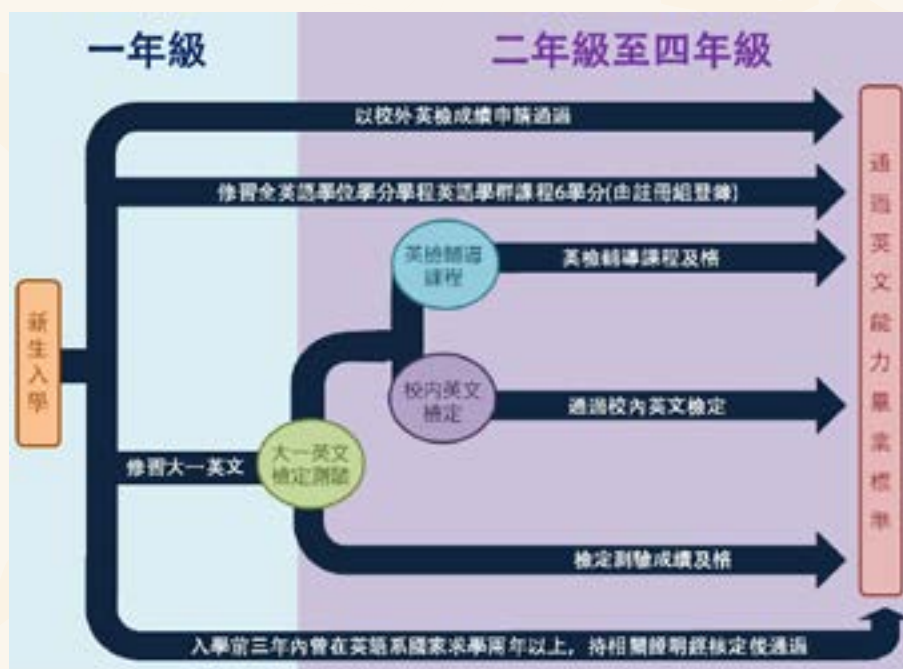 一年級
二年級至四年級
以校外英檢成績申請通過
修習全英語學位學分學程英語學群課程6學分(由註冊組登錄)
英檢輔導
課程
英檢輔導課程及格
新生入學
校內英文
檢定
通過校內英文檢定
修習大一英文
大一英文
檢定測驗
檢定測驗成績及格
入學前三年內曾在英語系國家求學兩年以上，持相關證明經核定後通過
通過英文能力畢業標準